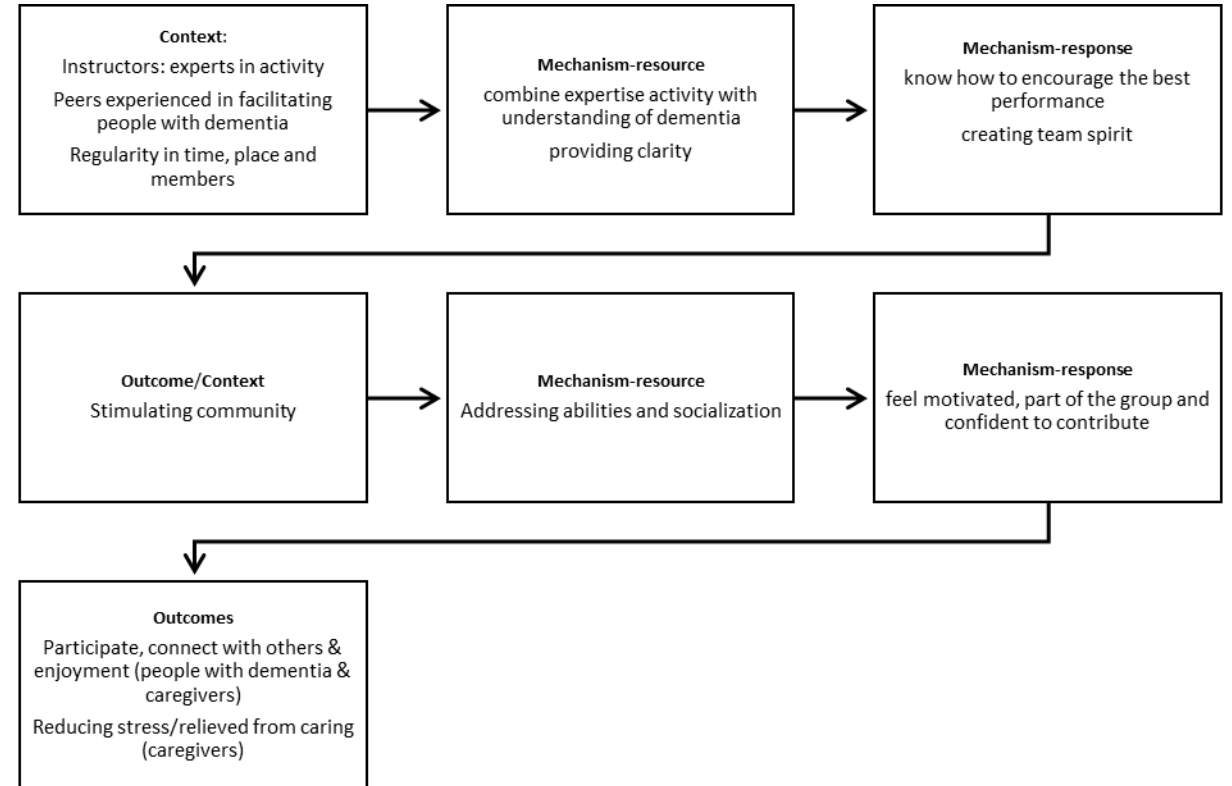 Context:
Instructors: experts in activity
Peers experienced in facilitating
people with dementia
Regularity in time, place and
members
Mechanism-resource
combine expertise activity with
understanding of dementia
providing clarity
Mechanism-response
know how to encourage the best
performance
creating team spirit
Outcome/Context
Stimulating community
Mechanism-resource
Addressing abilities and socialization
Mechanism-response
feel motivated, part of the group and
confident to contribute
Outcomes
Participate, connect with others &
enjoyment (people with dementia &
caregivers)
Reducing stress/relieved from caring
(caregivers)